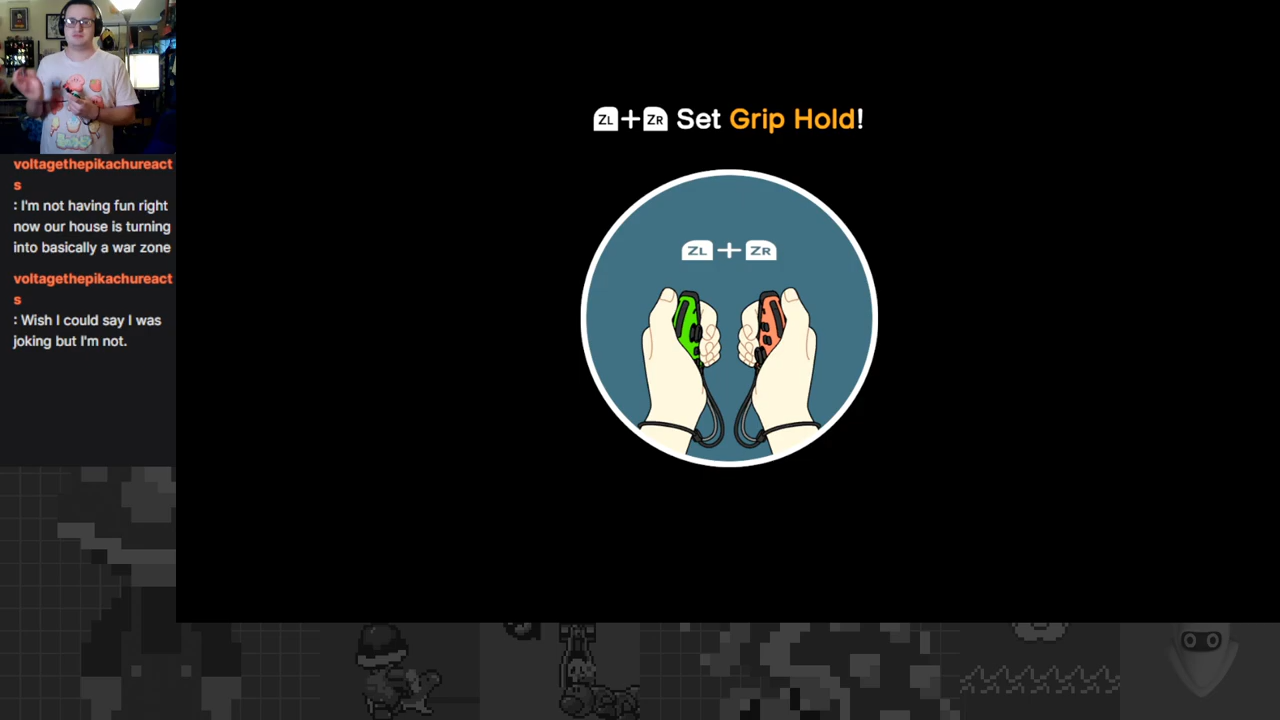 ZL+ZR Set Grip Hold!
ZL+ZR
voltagethepikachureact
s
: I'm not having fun right
now our house is turning
into basically a war zone
voltagethepikachureact
s
: Wish I could say I was
joking but I'm not.